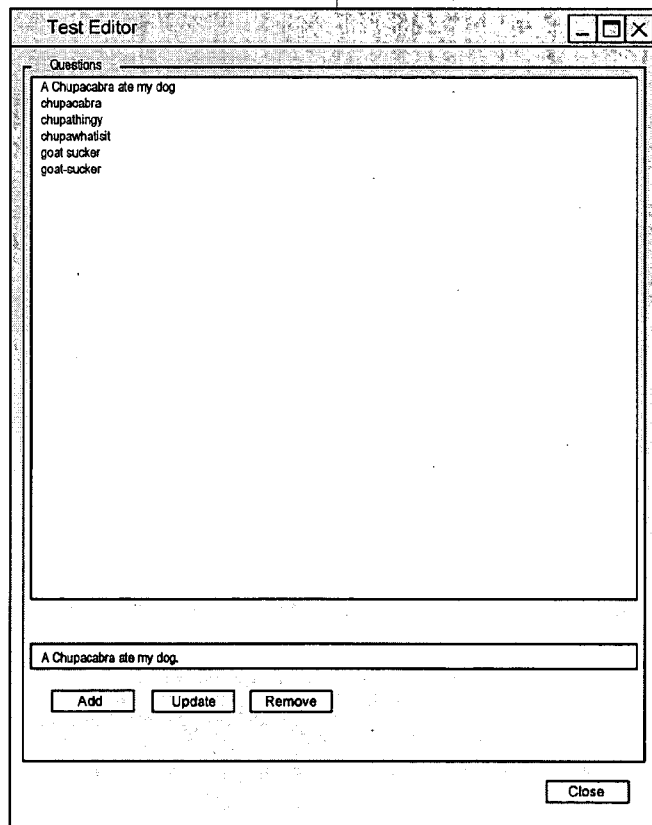 Test Editor
Questions
A Chupacabra ate my dog
chupacabra
chupathingy
chupawhatisit
goat sucker
goat-sucker
A Chupacabra ate my dog.
Add Update Remove
Close